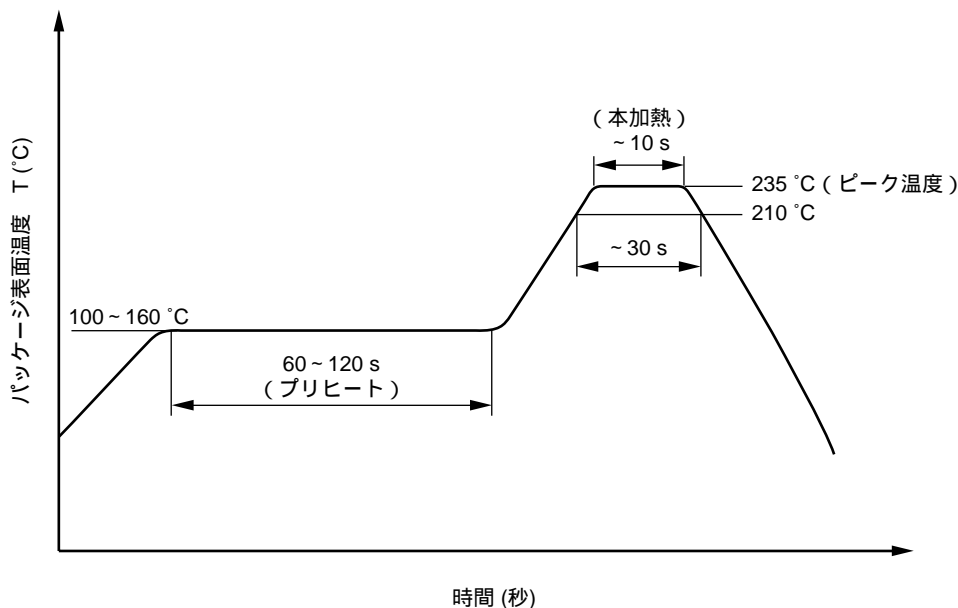 (本加熱)
~ 10 s
235 ˚C (ピーク温度)
210 ˚C
~ 30 s
100 ~ 160 ˚C
60 ~ 120 s
(プリヒート)
パッケージ表面温度 T (˚C)
時間 (秒)